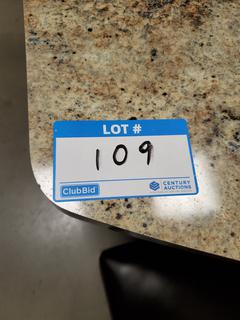 LOT #
109
ClubBid
CENTURY
AUCTIONS